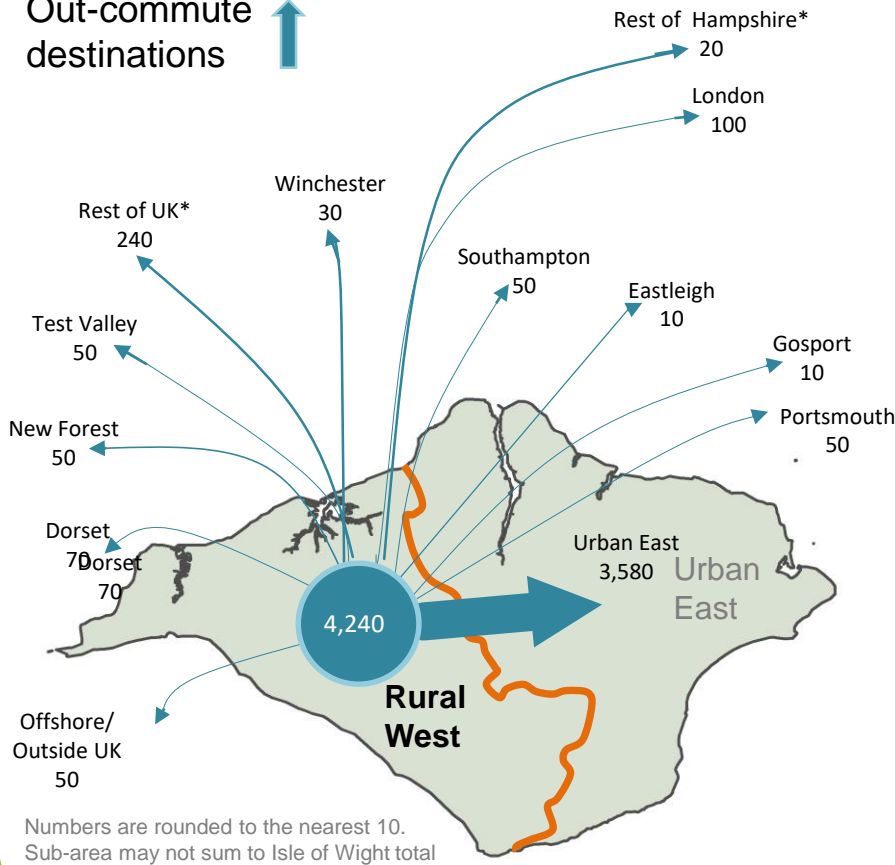 Out-commute
destinations
Rest of Hampshire*
20
London
100
Winchester
30
Rest of UK*
240
Southampton
50
Eastleigh
10
Test Valley
50
Gosport
10
New Forest
50
Portsmouth
50
Dorset
70
Dorset
70
Urban East
3,580
Urban
East
4,240
Rural
West
Offshore/
Outside UK
50
Numbers are rounded to the nearest 10.
Sub-area may not sum to Isle of Wight total